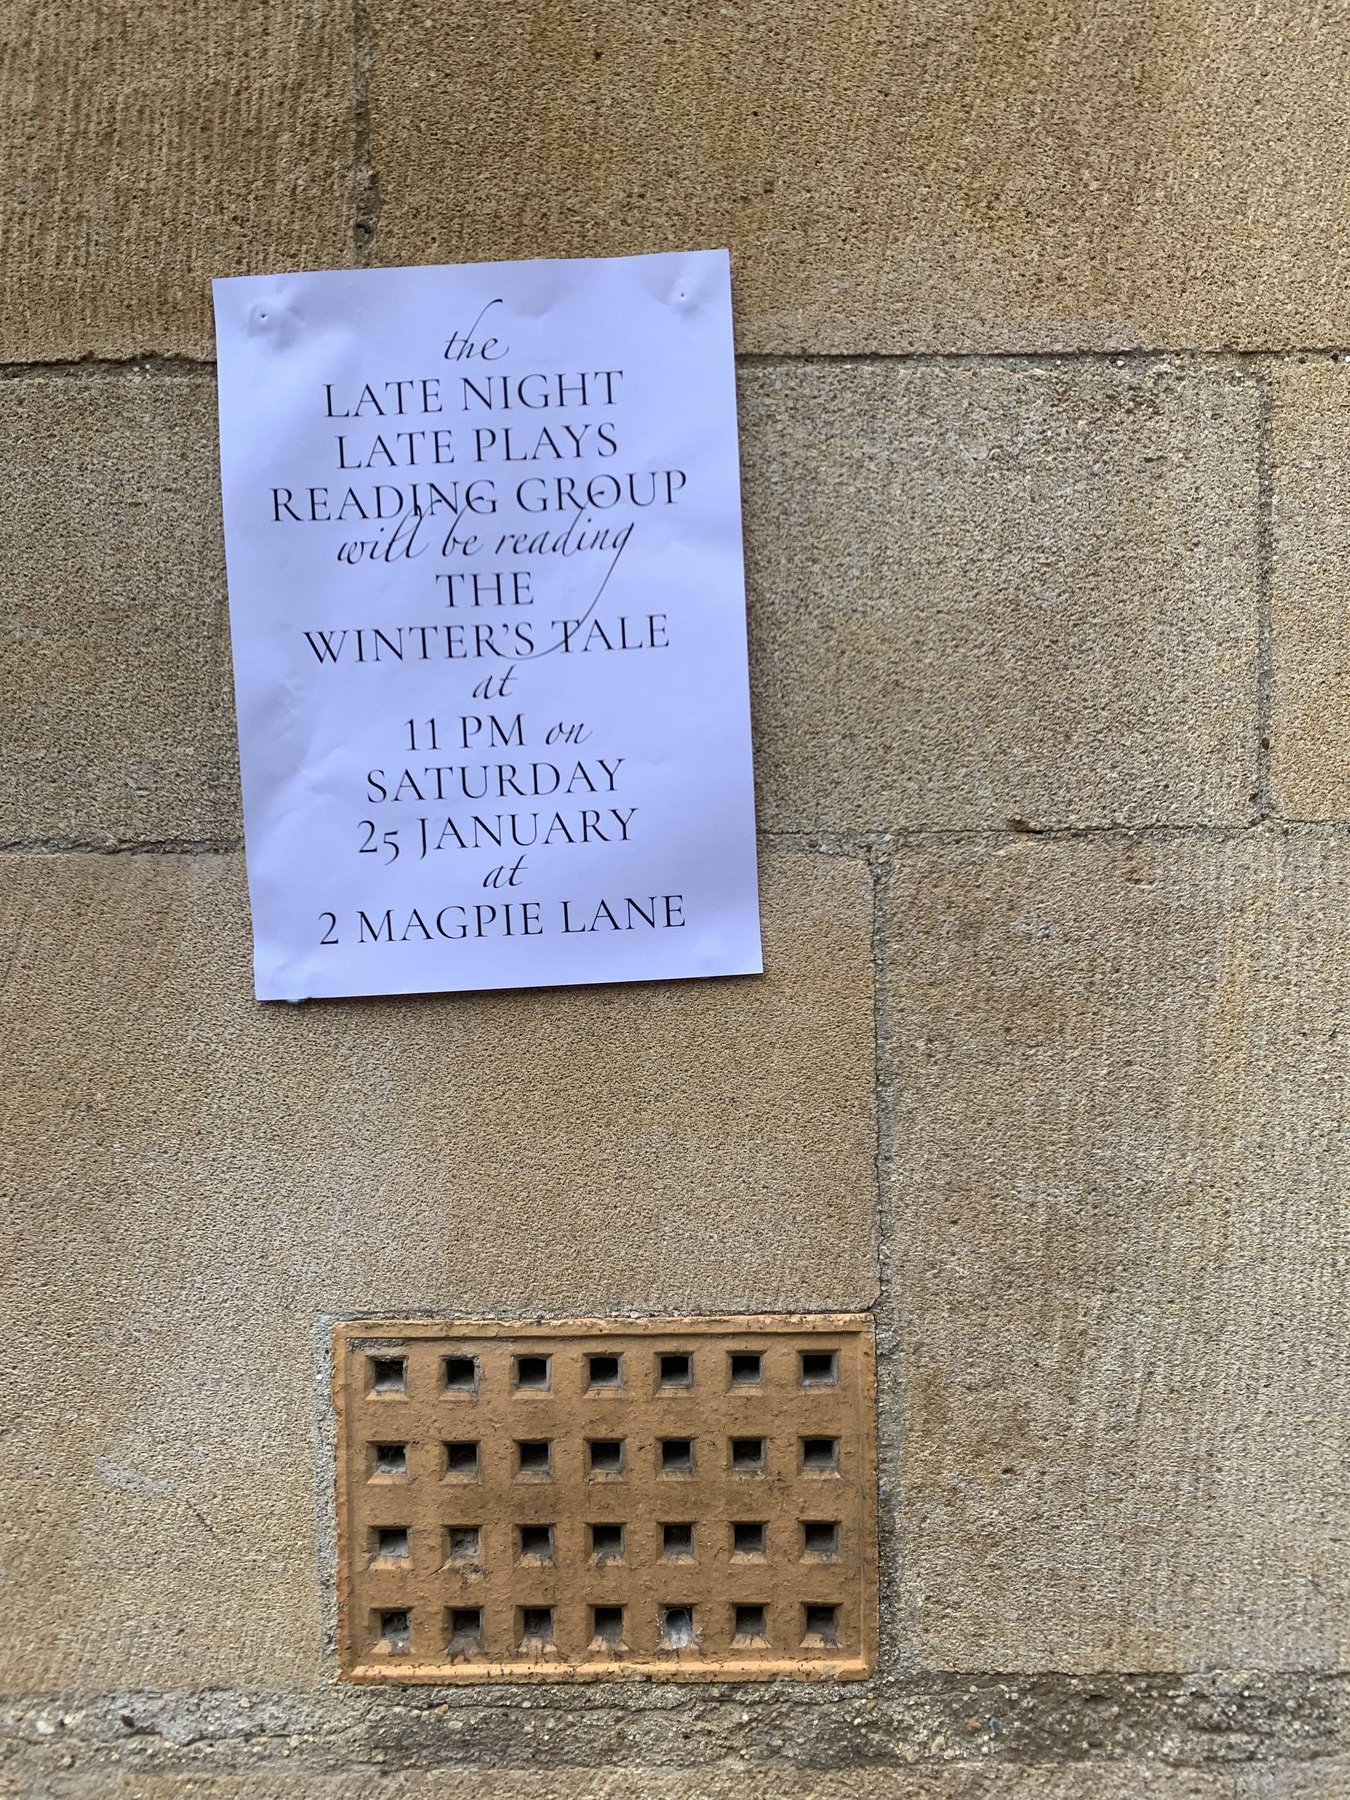 the
LATE NIGHT
LATE PLAYS
READING GROUP
will be reading
THE
WINTER'S TALE
at
11 PM on
SATURDAY
25 JANUARY
at
2 MAGPIE LANE